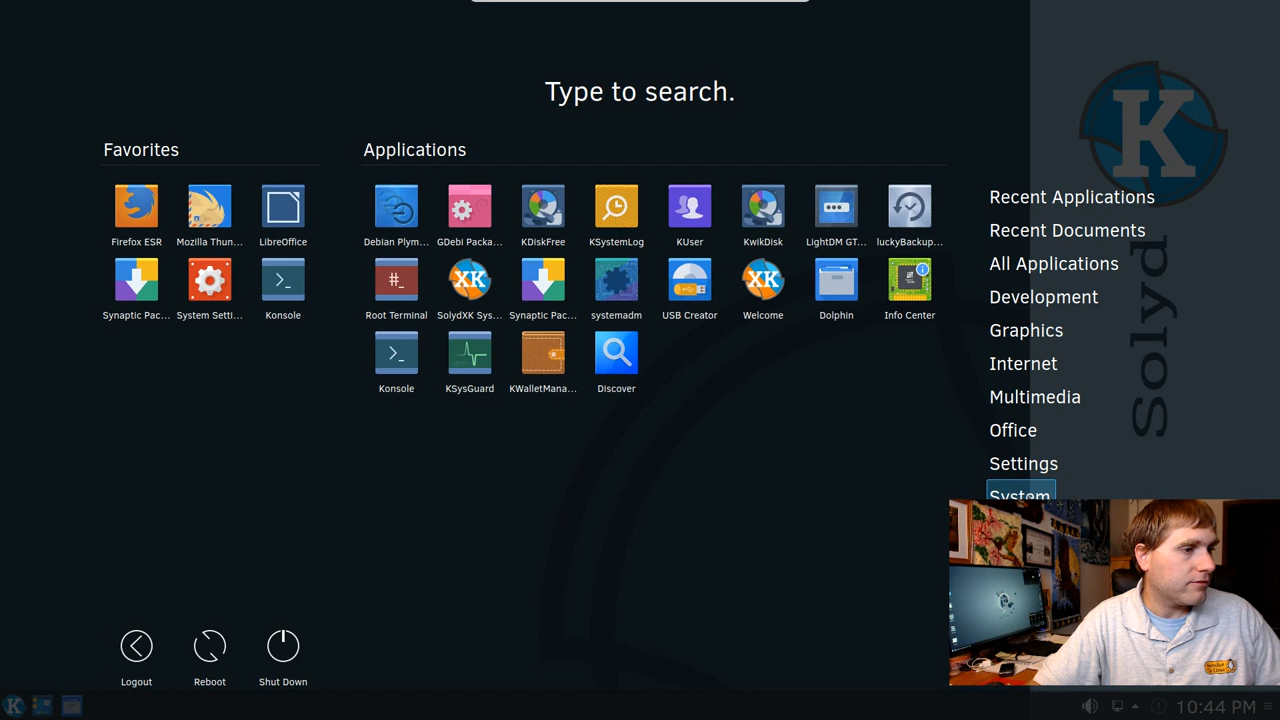 Type to search.
Favorites
Applications
Firefox ESR
Mozilla Thun...
LibreOffice
Debian Plym...
GDebi Packa...
KDiskFree
KSystemLog
KUser
KwikDisk
LightDM GT...
luckyBackup...
Synaptic Pac...
System Setti...
Konsole
Root Terminal
SolydXK Sys...
Synaptic Pac...
systemadm
USB Creator
Welcome
Dolphin
Info Center
Konsole
KSysGuard
KWalletMana...
Discover
Recent Applications
Recent Documents
All Applications
Development
Graphics
Internet
Multimedia
Office
Settings
System
K
Solyd
Logout
Reboot
Shut Down
10:44 PM